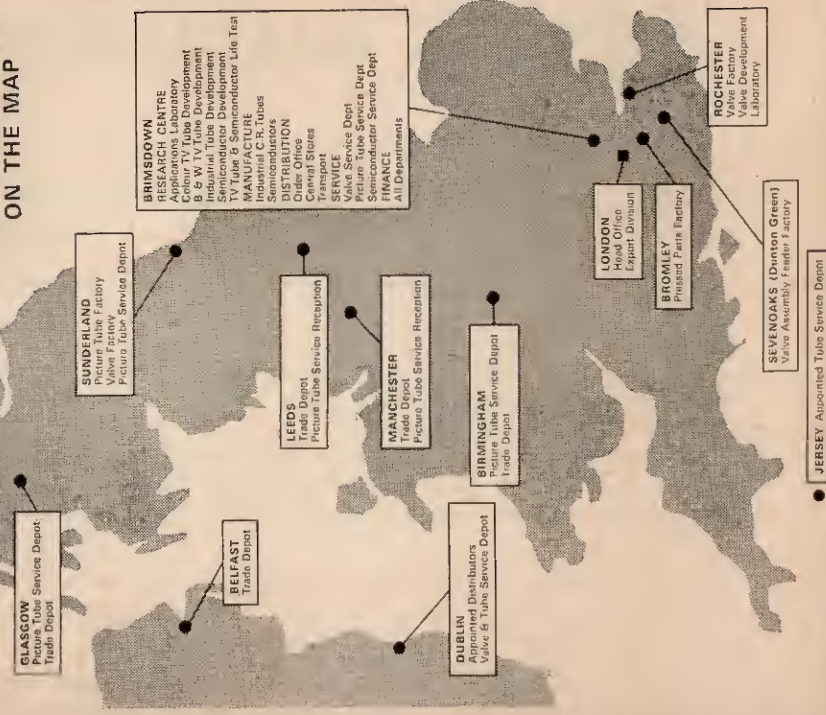 ON THE MAP
GLASGOW
Picture Tube Service Depot
Trade Depot
BELFAST
Trade Depot
DUBLIN
Appointed Distributors
Valve & Tube Service Depot
SUNDERLAND
Picture Tube Factory
Valve Factory
Picture Tube Service Depot
LEEDS
Trade Depot
Picture Tube Service Reception
MANCHESTER
Trade Depot
Picture Tube Service Reception
BIRMINGHAM
Picture Tube Service Depot
Trade Depot
BRIMSDOWN
RESEARCH CENTRE
Applications Laboratory
Colour TV Tube Development
B & W TV Tube Development
Industrial Tube Development
Semiconductor Development
TV Tube & Semiconductor Life Test
MANUFACTURE
Industrial C.R. Tubes
Semiconductors
DISTRIBUTION
Order Office
Central Stores
Transport
SERVICE
Valve Service Dept
Picture Tube Service Dept
Semiconductor Service Dept
FINANCE
All Departments
LONDON
Head Office
Export Division
BROMLEY
Pressed Parts Factory
ROCHESTER
Valve Factory
Valve Development
Laboratory
SEVENOAKS (Dunton Green)
Valve Assembly Feeder Factory
JERSEY Appointed Tube Service Depot